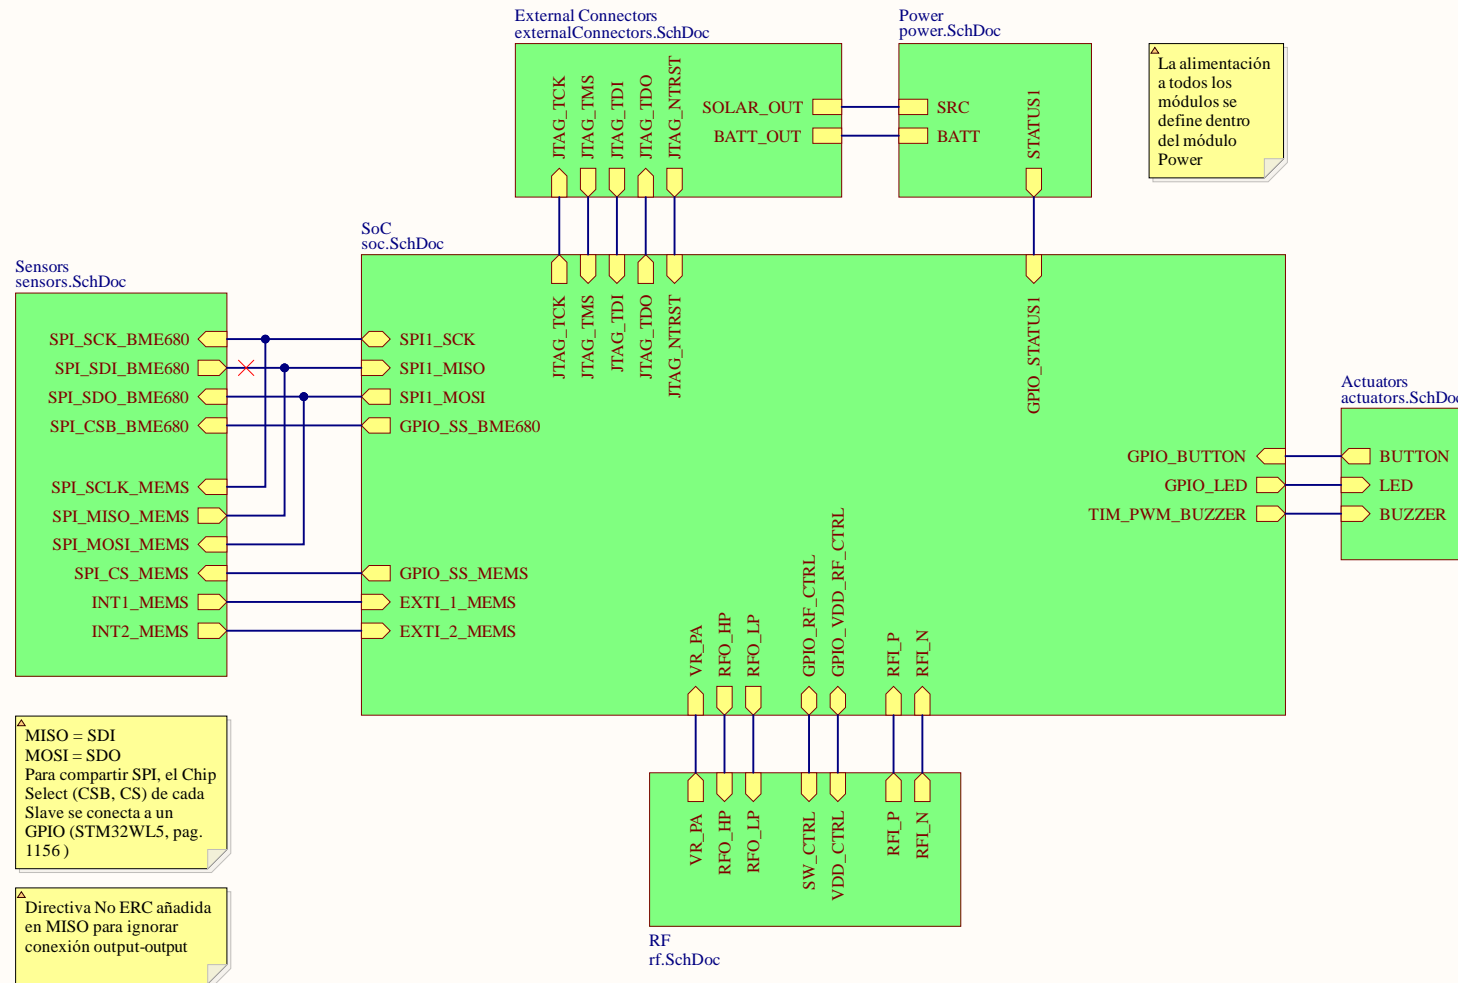 External Connectors
externalConnectors.SchDoc
JTAG_TCK
JTAG_TMS
JTAG_TDI
JTAG_TDO
JTAG_NTRST
SOLAR_OUT
BATT_OUT
Power
power.SchDoc
SRC
BATT
STATUS1
La alimentación
a todos los
módulos se
define dentro
del módulo
Power
SoC
soc.SchDoc
JTAG_TCK
JTAG_TMS
JTAG_TDI
JTAG_TDO
JTAG_NTRST
GPIO_STATUS1
Sensors
sensors.SchDoc
SPI_SCK_BME680
SPI_SDI_BME680
SPI_SDO_BME680
SPI_CSB_BME680
SPI_SCLK_MEMS
SPI_MISO_MEMS
SPI_MOSI_MEMS
SPI_CS_MEMS
INT1_MEMS
INT2_MEMS
SPI1_SCK
SPI1_MISO
SPI1_MOSI
GPIO_SS_BME680
GPIO_SS_MEMS
EXTI_1_MEMS
EXTI_2_MEMS
GPIO_BUTTON
GPIO_LED
TIM_PWM_BUZZER
Actuators
actuators.SchDoc
BUTTON
LED
BUZZER
VR_PA
RFO_HP
RFO_LP
GPIO_RF_CTRL
GPIO_VDD_RF_CTRL
RFI_P
RFI_N
VR_PA
RFO_HP
RFO_LP
SW_CTRL
VDD_CTRL
RFI_P
RFI_N
RF
rf.SchDoc
MISO = SDI
MOSI = SDO
Para compartir SPI, el Chip
Select (CSB, CS) de cada
Slave se conecta a un
GPIO (STM32WL5, pag.
1156 )
Directiva No ERC añadida
en MISO para ignorar
conexión output-output